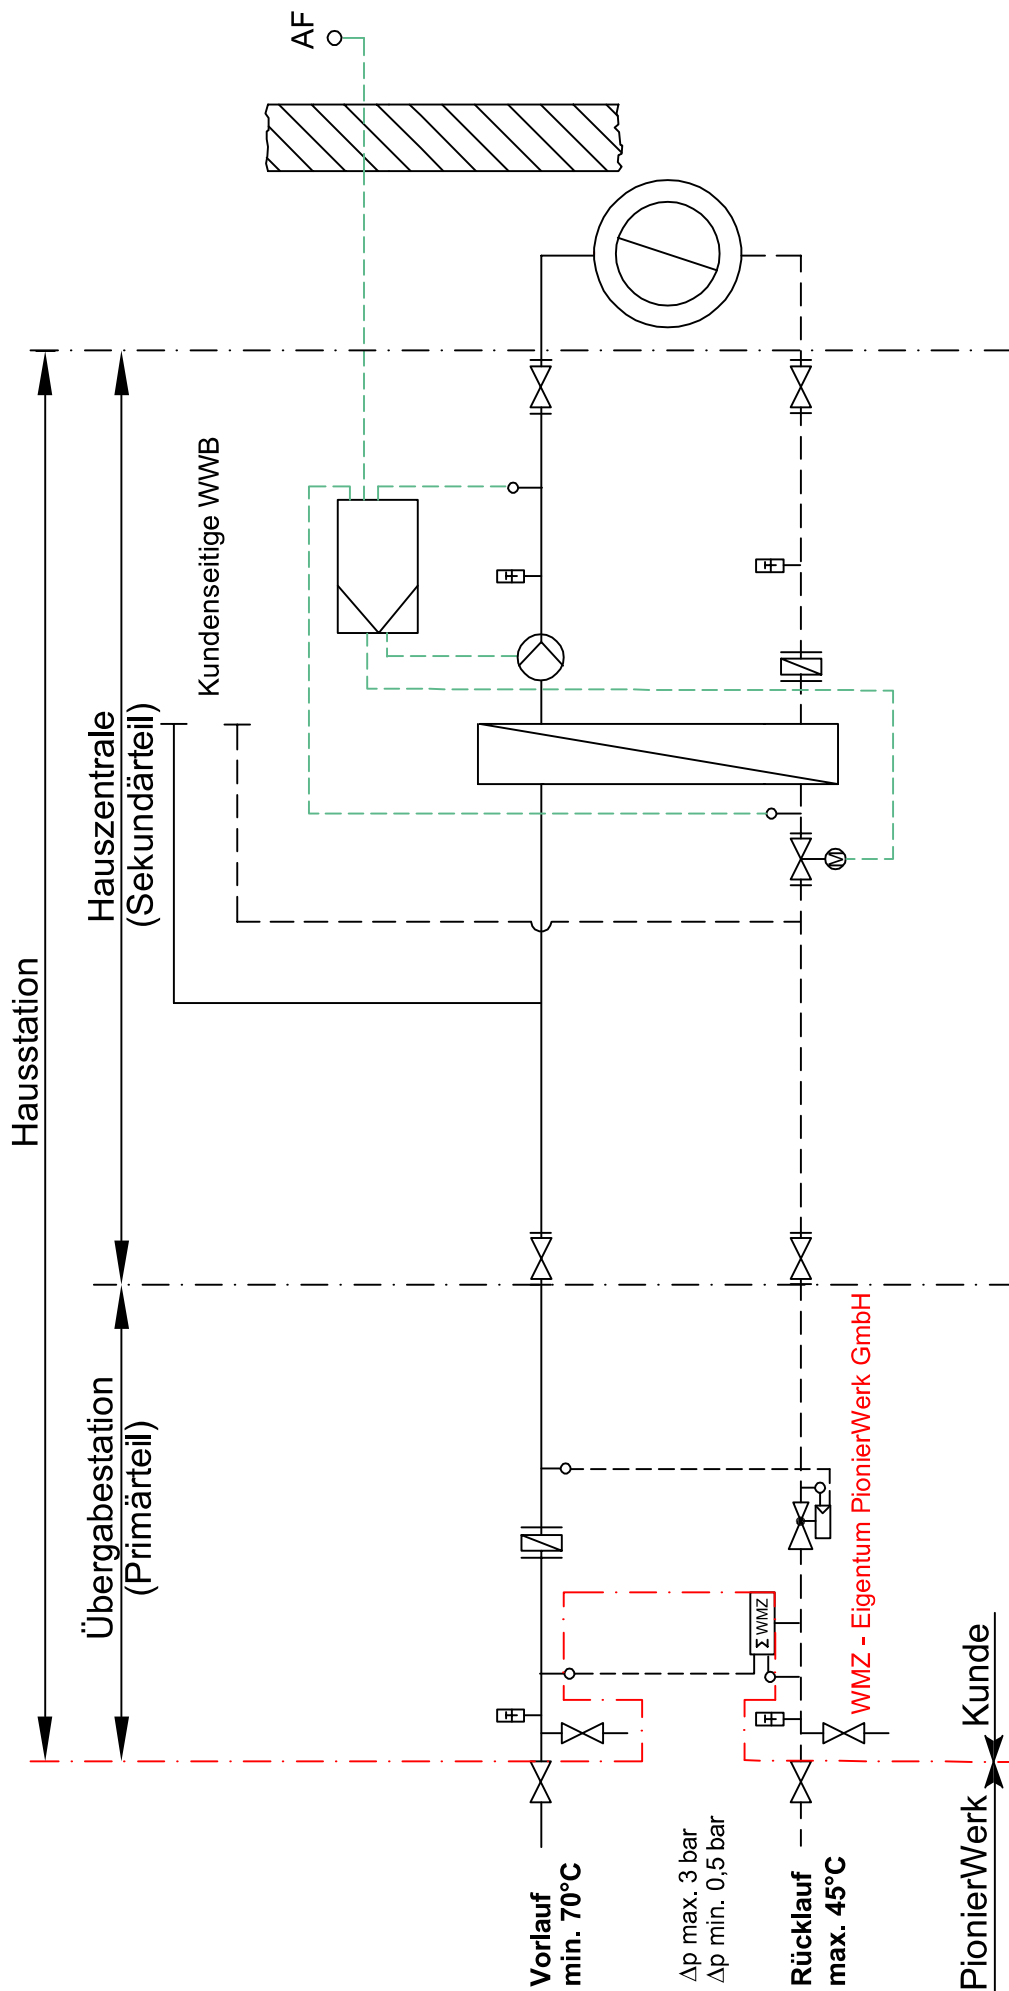 Hausstation
Übergabestation
(Primärteil)
Hauszentrale
(Sekundärteil)
Kundenseitige WWB
AF
M
Σ WMZ
Vorlauf
min. 70°C
Δp max. 3 bar
Δp min. 0,5 bar
Rücklauf
max. 45°C
WMZ - Eigentum PionierWerk GmbH
PionierWerk
Kunde